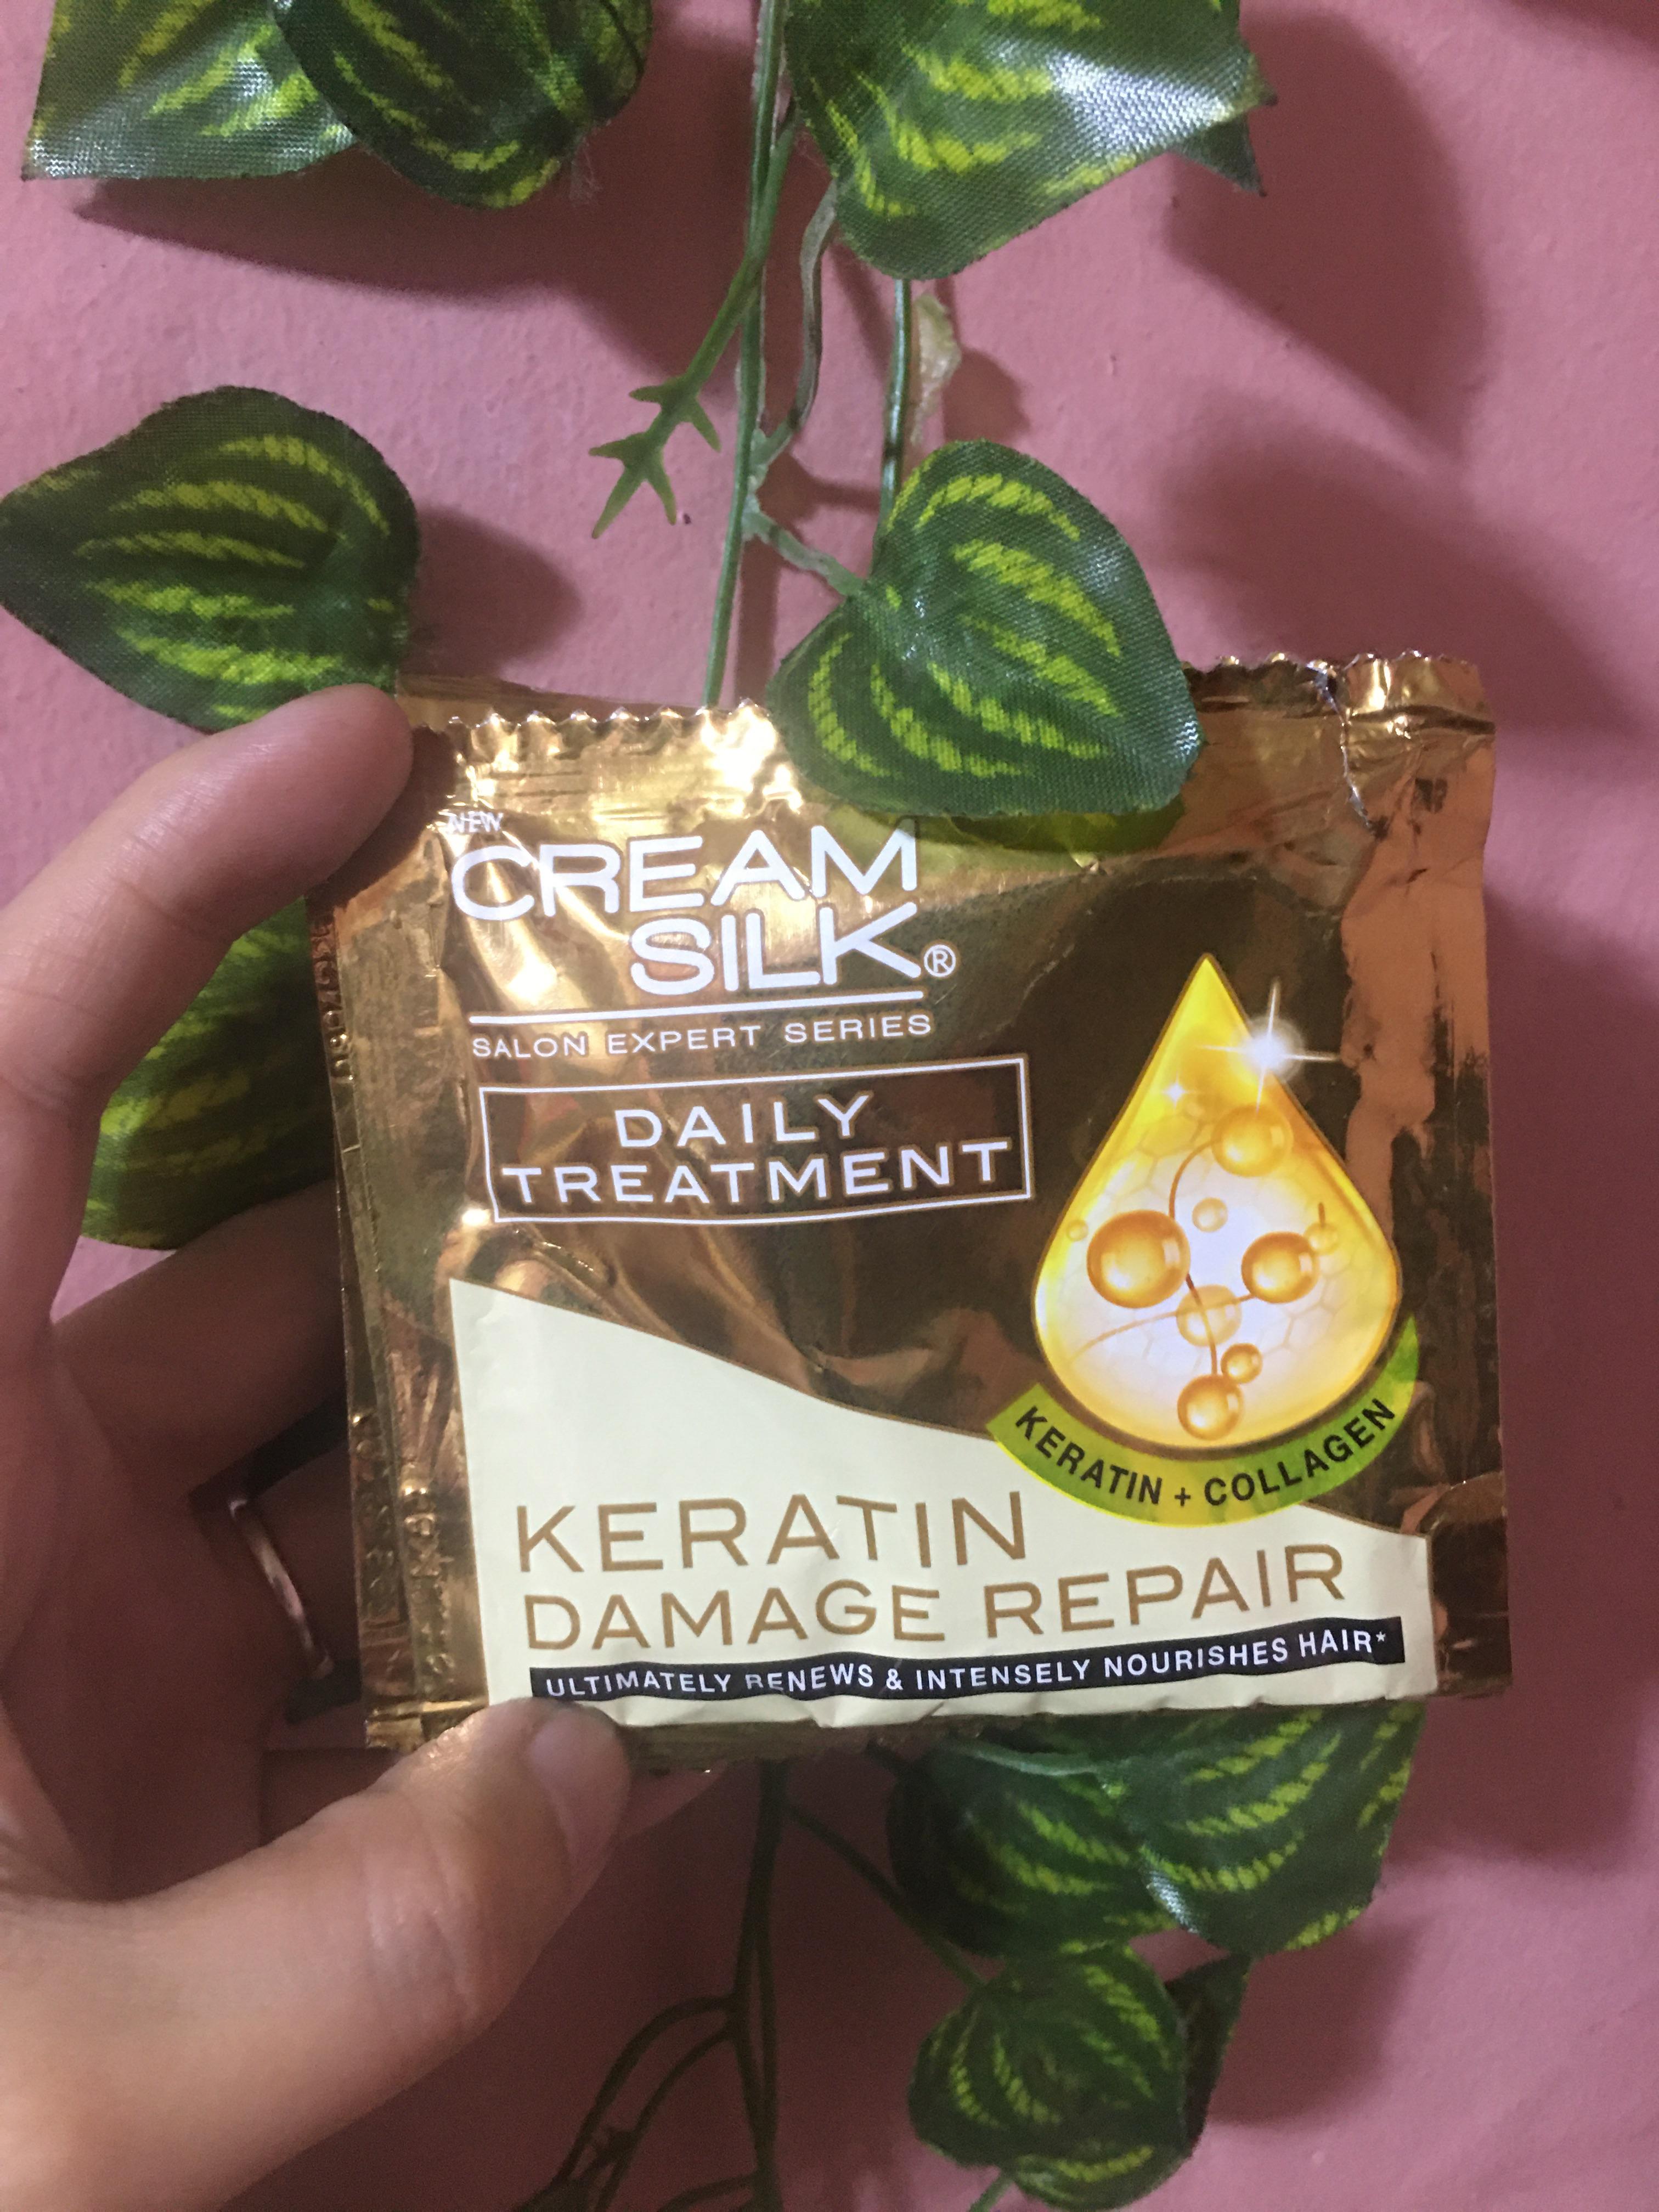 NEW
CREAM
SILK®
SALON EXPERT SERIES
DAILY
TREATMENT
KERATIN + COLLAGEN
KERATIN
DAMAGE REPAIR
ULTIMATELY RENEWS & INTENSELY NOURISHES HAIR*